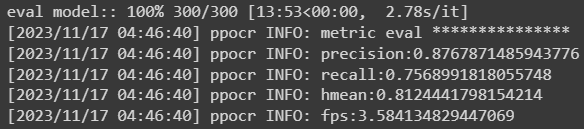 eval model:: 100% 300/300 [13:53<00:00,  2.78s/it]
[2023/11/17 04:46:40] ppocr INFO: metric eval ***************
[2023/11/17 04:46:40] ppocr INFO: precision:0.8767871485943776
[2023/11/17 04:46:40] ppocr INFO: recall:0.7568991818055748
[2023/11/17 04:46:40] ppocr INFO: hmean:0.8124441798154214
[2023/11/17 04:46:40] ppocr INFO: fps:3.584134829447069